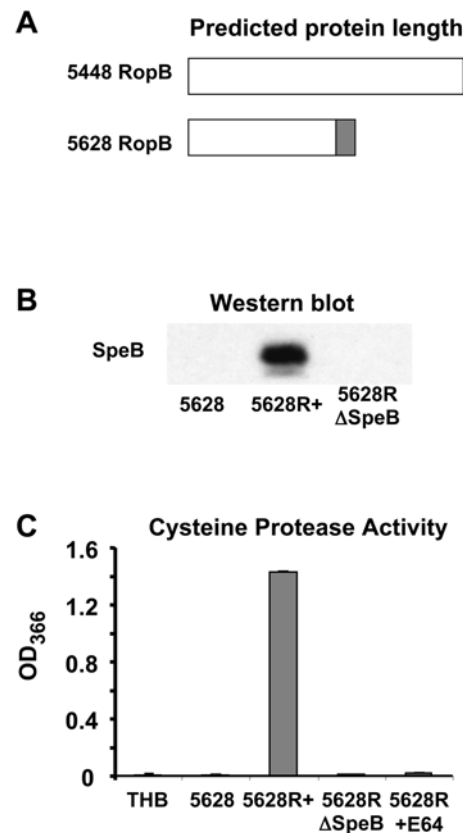 A
Predicted protein length
5448 RopB
5628 RopB
B
Western blot
SpeB
5628 5628R+ 5628R
ΔSpeB
C
Cysteine Protease Activity
OD366
1.6
1.2
0.8
0.4
0
THB 5628 5628R+ 5628R 5628R
ΔSpeB +E64